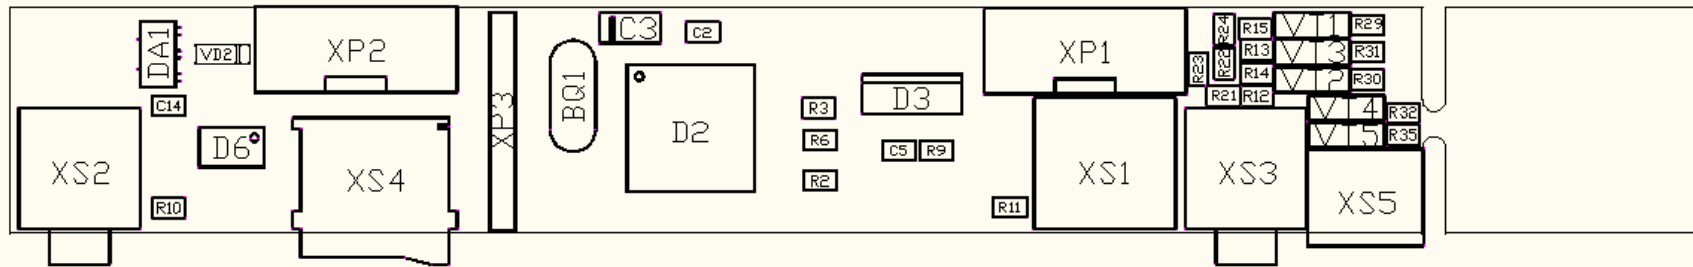 DA1
VD2
XP2
C14
D6
XS2
R10
XS4
XP3
BQ1
C3
C2
D2
R3
R6
R2
D3
C5
R9
R11
XP1
XS1
R23
R24
R22
R15
R13
R14
R21
R12
VT1
VT3
VT2
VT4
VT5
R29
R31
R30
R32
R35
XS3
XS5